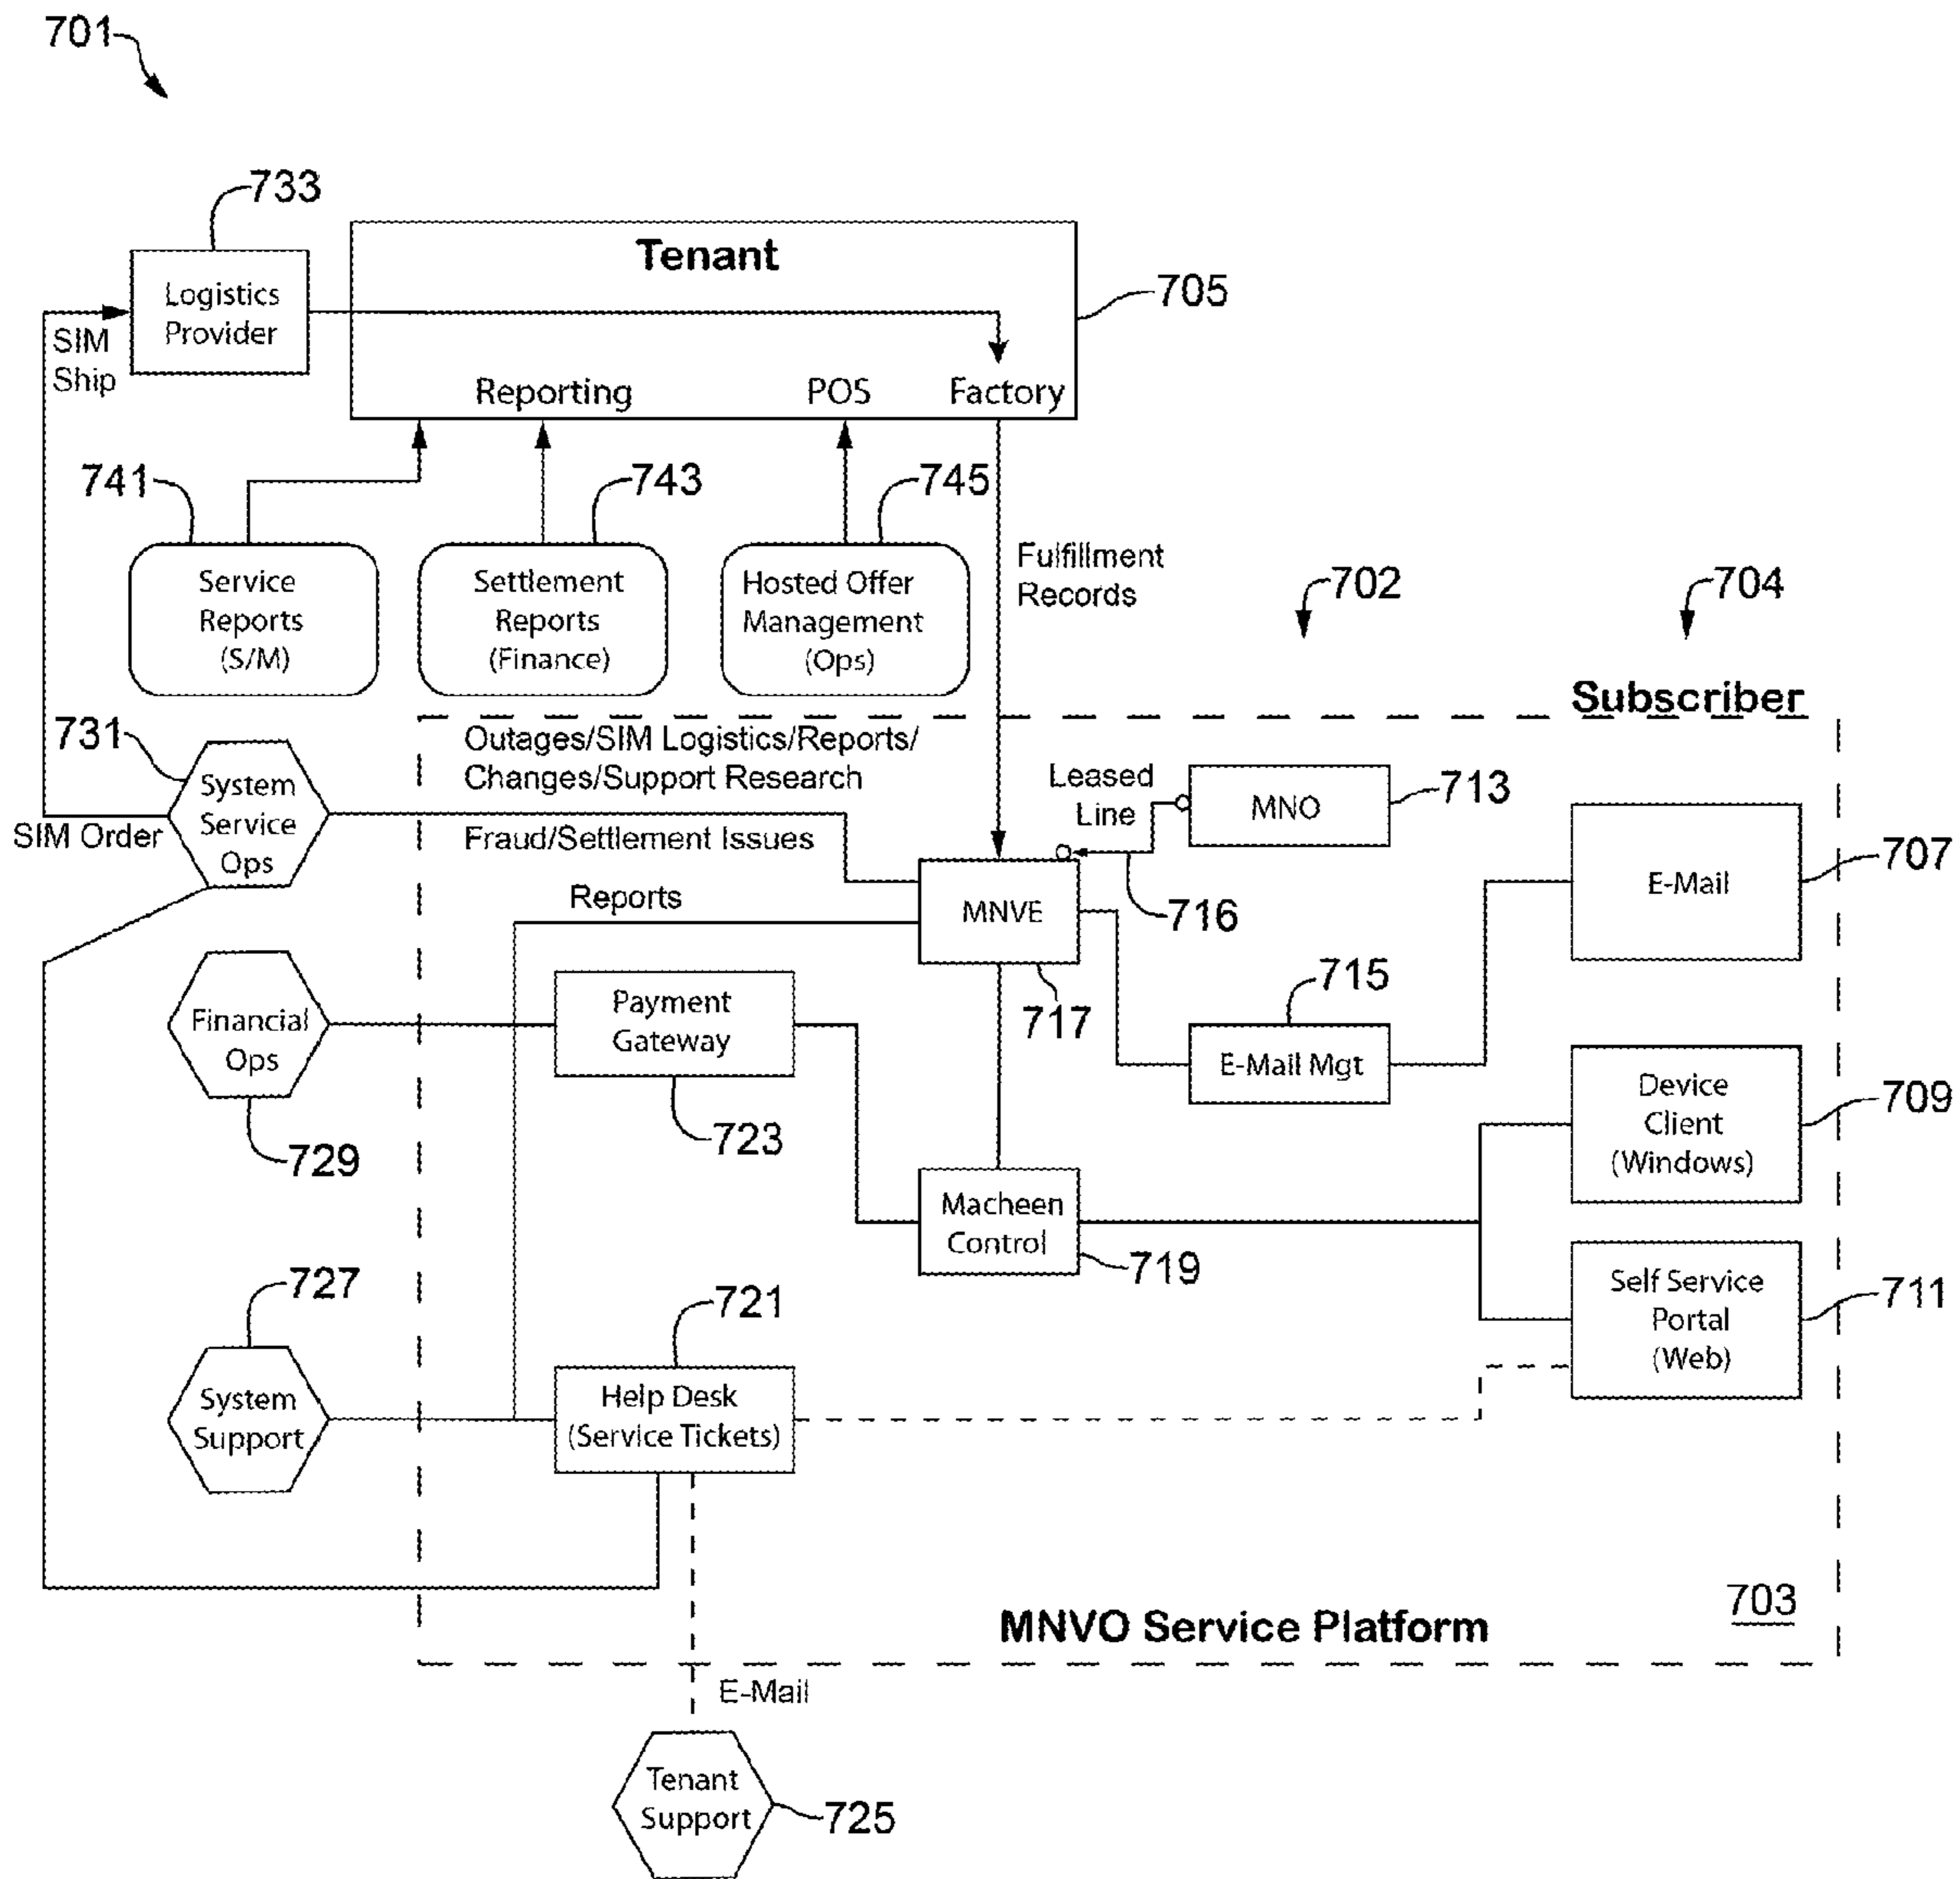 701
733
Tenant
705
Logistics
Provider
SIM
Ship
Reporting
POS
Factory
741
743
745
Service
Reports
(S/M)
Settlement
Reports
(Finance)
Hosted Offer
Management
(Ops)
Fulfillment
Records
702
704
Subscriber
731
System
Service
Ops
SIM Order
Outages/SIM Logistics/Reports/
Changes/Support Research
Fraud/Settlement Issues
Leased
Line
MNO
713
716
E-Mail
707
Reports
MNVE
717
715
E-Mail Mgt
Financial
Ops
729
Payment
Gateway
723
Device
Client
(Windows)
709
Macheen
Control
719
Self Service
Portal
(Web)
711
727
System
Support
721
Help Desk
(Service Tickets)
703
MNVO Service Platform
E-Mail
Tenant
Support
725